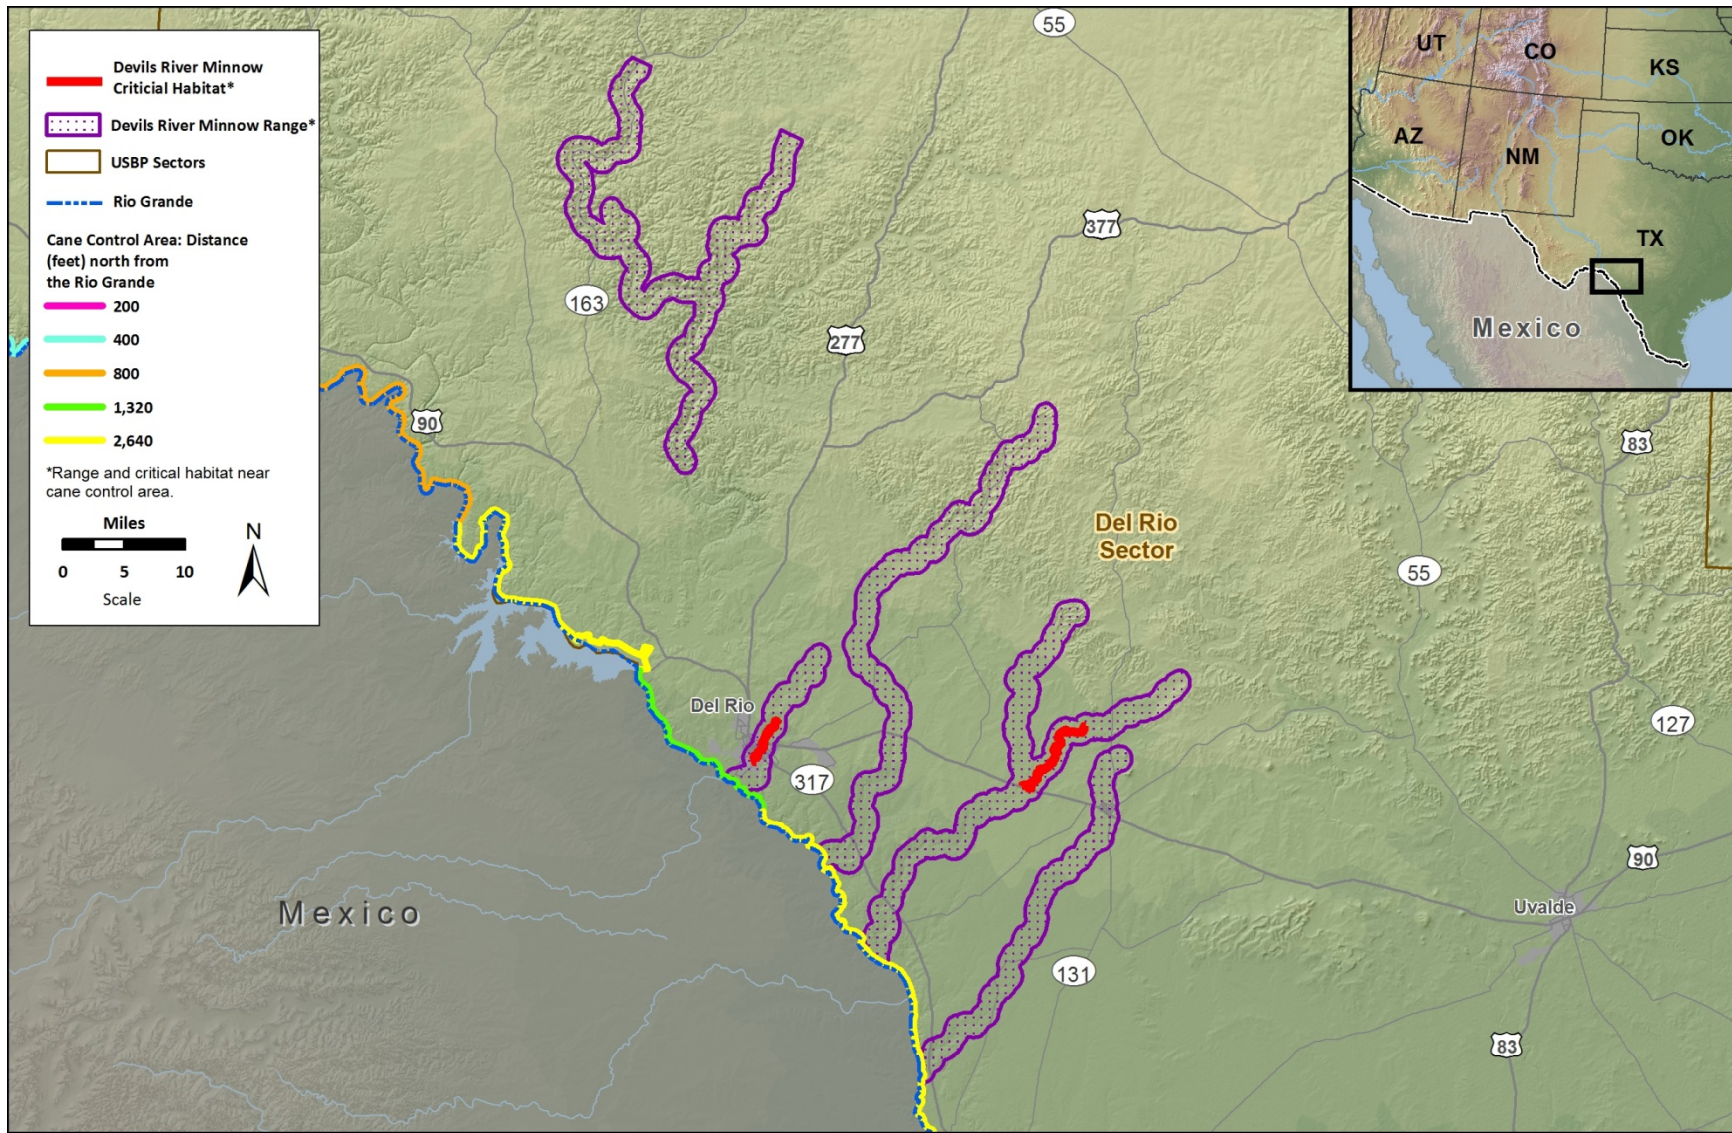 Devils River Minnow
Criticial Habitat*
Devils River Minnow Range*
USBP Sectors
Rio Grande
Cane Control Area: Distance
(feet) north from
the Rio Grande
200
400
800
1,320
2,640
*Range and critical habitat near
cane control area.
Miles
0 5 10
Scale
N
55
163
377
277
90
83
Del Rio
Sector
55
127
Del Rio
317
90
Uvalde
131
83
Mexico
UT
CO
KS
AZ
NM
OK
TX
Mexico